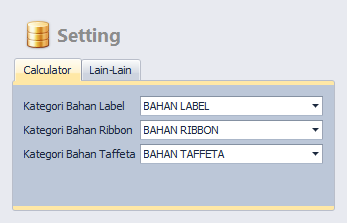 Setting
Calculator Lain-Lain
Kategori Bahan Label BAHAN LABEL
Kategori Bahan Ribbon BAHAN RIBBON
Kategori Bahan Taffeta BAHAN TAFFETA